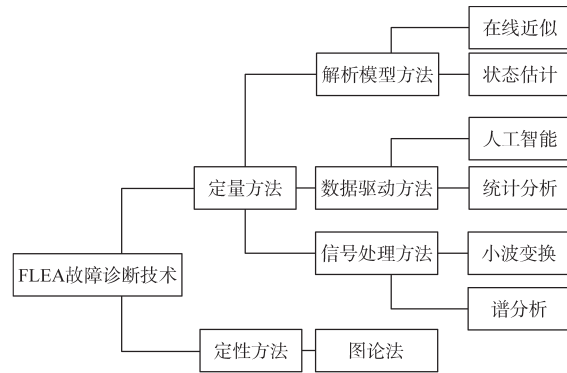 在线近似
解析模型方法
状态估计
人工智能
定量方法
数据驱动方法
统计分析
信号处理方法
小波变换
FLEA故障诊断技术
谱分析
定性方法
图论法